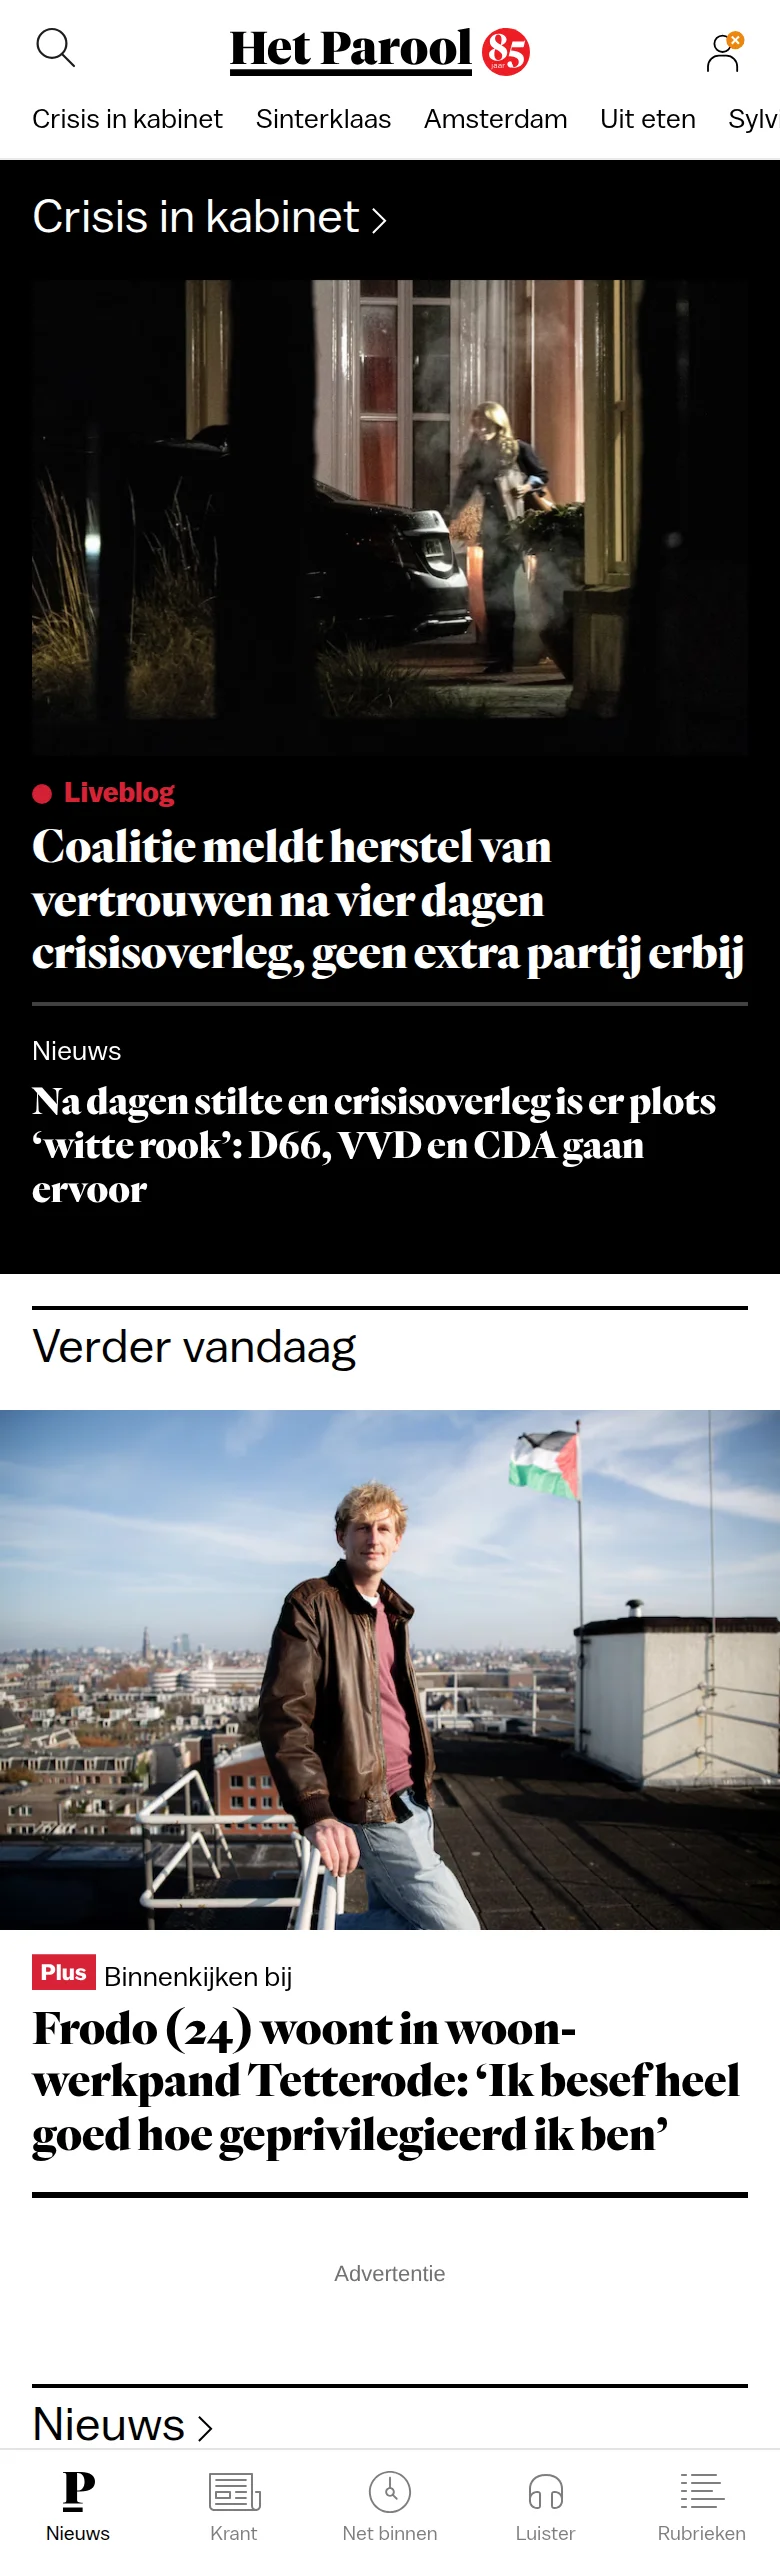 Het Parool 85 jaar
Crisis in kabinet Sinterklaas Amsterdam Uit eten Sylvi
Crisis in kabinet
Liveblog
Coalitie meldt herstel van
vertrouwen na vier dagen
crisisoverleg, geen extra partij erbij
Nieuws
Na dagen stilte en crisisoverleg is er plots
‘witte rook’: D66, VVD en CDA gaan
ervoor
Verder vandaag
Plus Binnenkijken bij
Frodo (24) woont in woon-
werkpand Tetterode: ‘Ik besef heel
goed hoe geprivilegieerd ik ben’
Advertentie
Nieuws
Nieuws Krant Net binnen Luister Rubrieken